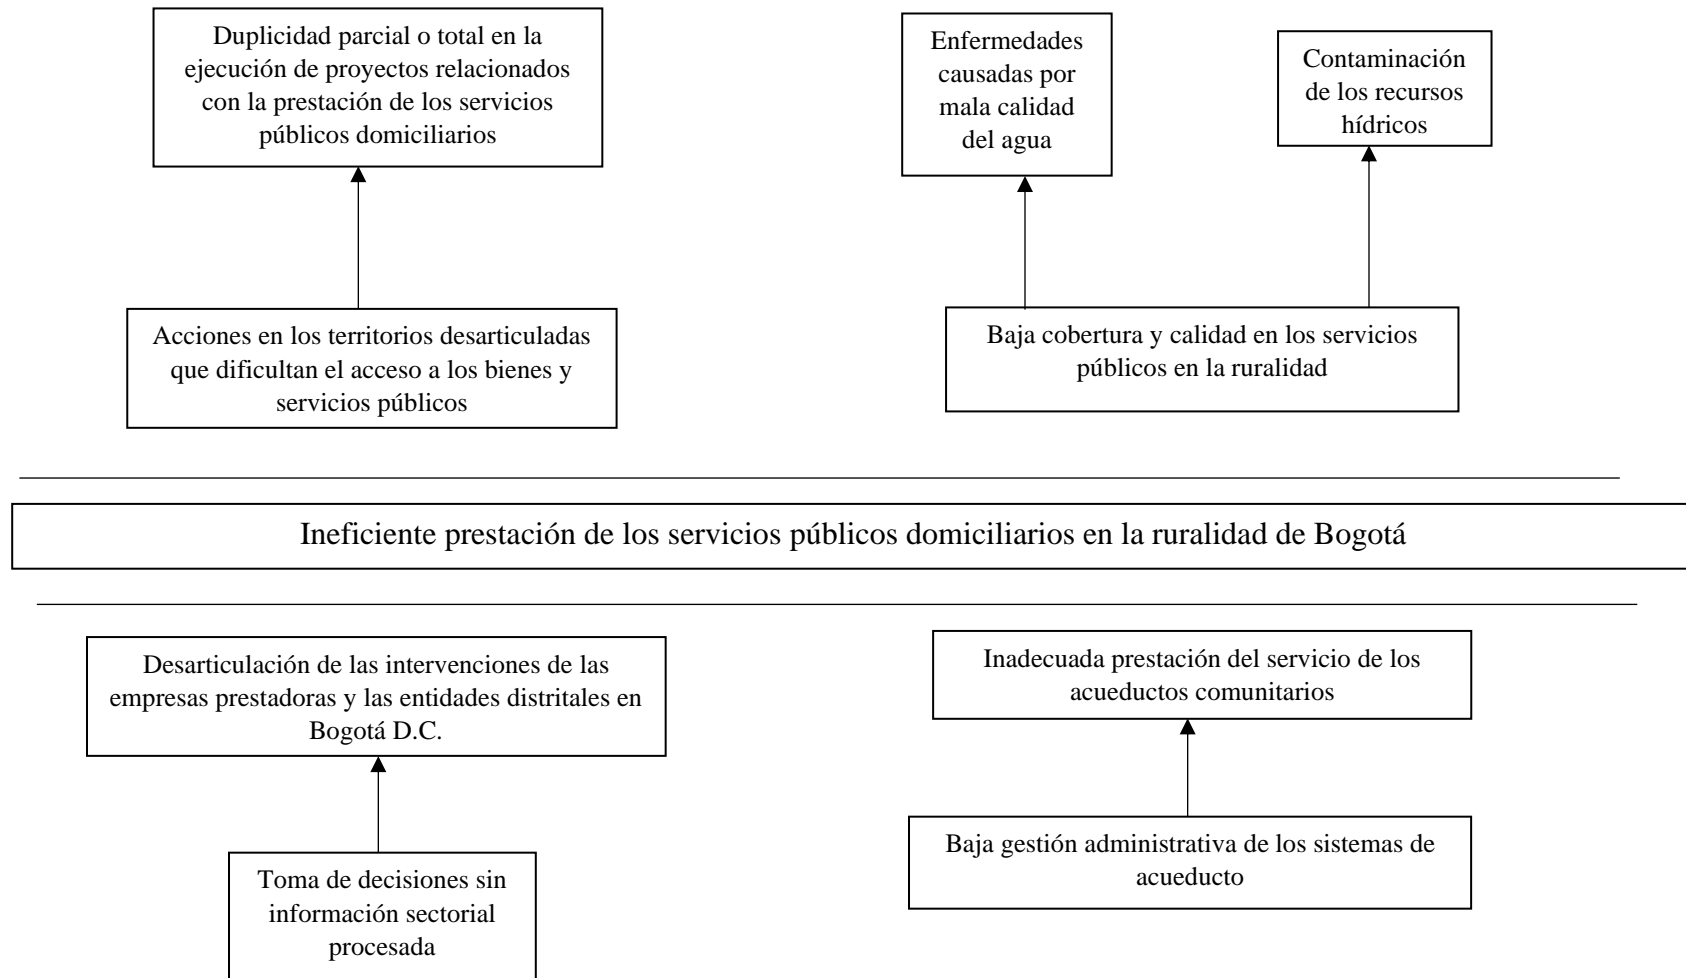 Duplicidad parcial o total en la
ejecución de proyectos relacionados
con la prestación de los servicios
públicos domiciliarios
Enfermedades
causadas por
mala calidad
del agua
Contaminación
de los recursos
hídricos
Acciones en los territorios desarticuladas
que dificultan el acceso a los bienes y
servicios públicos
Baja cobertura y calidad en los servicios
públicos en la ruralidad
Ineficiente prestación de los servicios públicos domiciliarios en la ruralidad de Bogotá
Desarticulación de las intervenciones de las
empresas prestadoras y las entidades distritales en
Bogotá D.C.
Inadecuada prestación del servicio de los
acueductos comunitarios
Toma de decisiones sin
información sectorial
procesada
Baja gestión administrativa de los sistemas de
acueducto